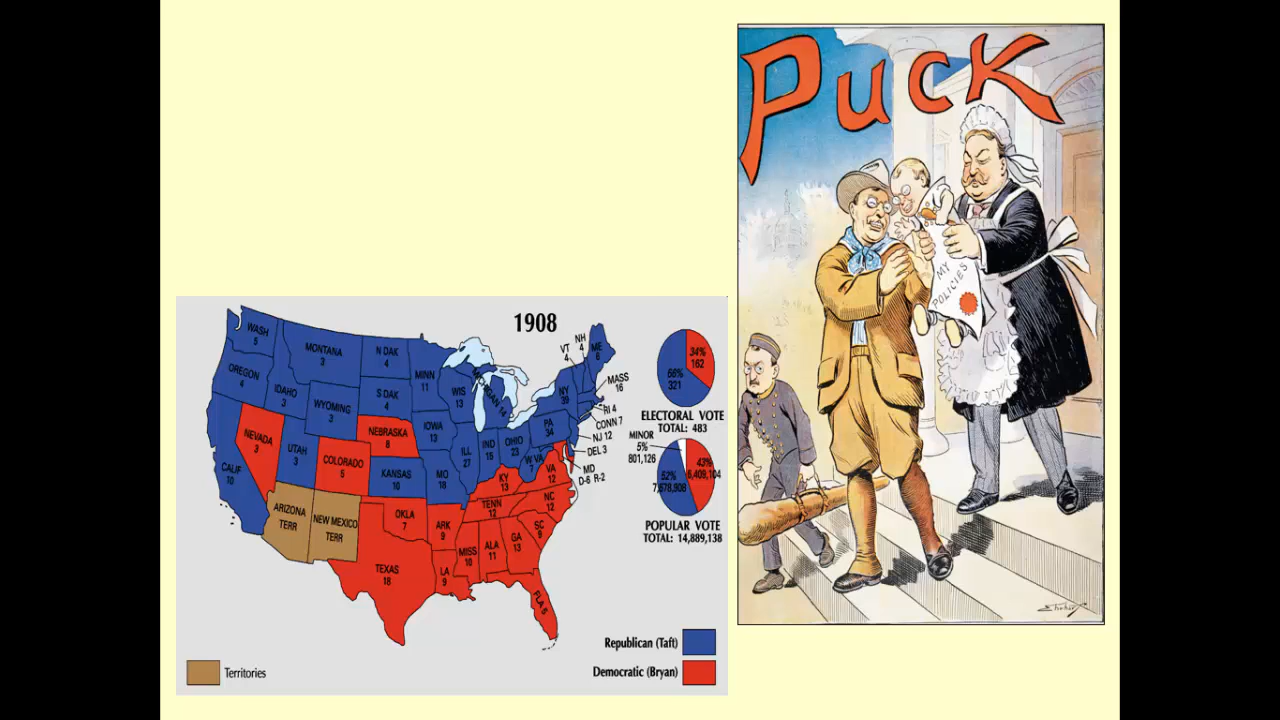 PUCK
MY
POLICIES
1908
WASH
5
OREGON
4
CALIF
10
NEVADA
3
IDAHO
3
MONTANA
3
WYOMING
3
UTAH
3
COLORADO
5
ARIZONA
TERR
NEW MEXICO
TERR
N DAK
4
S DAK
4
NEBRASKA
8
KANSAS
10
OKLA
7
TEXAS
18
MINN
11
IOWA
13
MO
18
ARK
9
LA
9
WIS
13
ILL
27
MICHIGAN 14
IND
15
OHIO
23
KY
13
TENN
12
MISS
10
ALA
11
GA
13
FLA 5
SC
9
NC
12
VA
12
W VA
7
PA
34
NY
39
VT
4
NH
4
ME
6
MASS
16
RI 4
CONN 7
NJ 12
DEL 3
MD
D-6 R-2
34%
162
66%
321
ELECTORAL VOTE
TOTAL: 483
MINOR
5%
801,126
43%
6,409,104
52%
7,678,908
POPULAR VOTE
TOTAL: 14,889,138
Republican (Taft)
Democratic (Bryan)
Territories